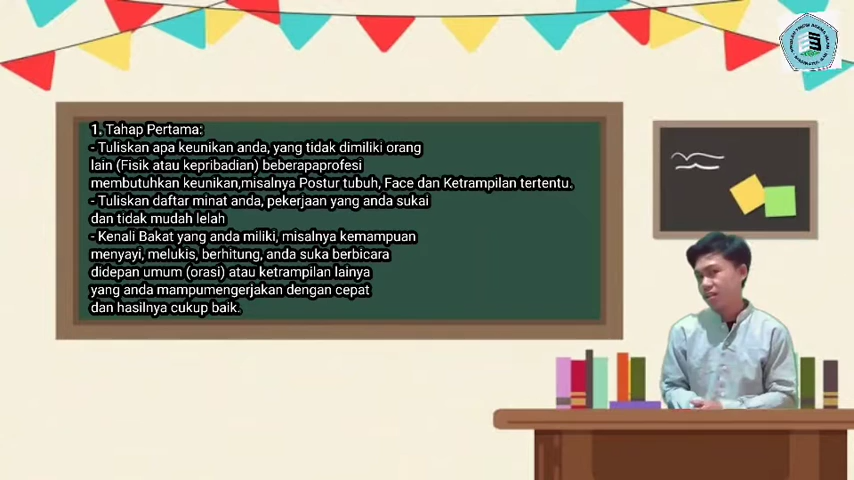 1. Tahap Pertama:
- Tuliskan apa keunikan anda, yang tidak dimiliki orang
lain (Fisik atau kepribadian) beberapaprofesi
membutuhkan keunikan,misalnya Postur tubuh, Face dan Ketrampilan tertentu.
- Tuliskan daftar minat anda, pekerjaan yang anda sukai
dan tidak mudah lelah
- Kenali Bakat yang anda miliki, misalnya kemampuan
menyayi, melukis, berhitung, anda suka berbicara
didepan umum (orasi) atau ketrampilan lainya
yang anda mampumengerjakan dengan cepat
dan hasilnya cukup baik.